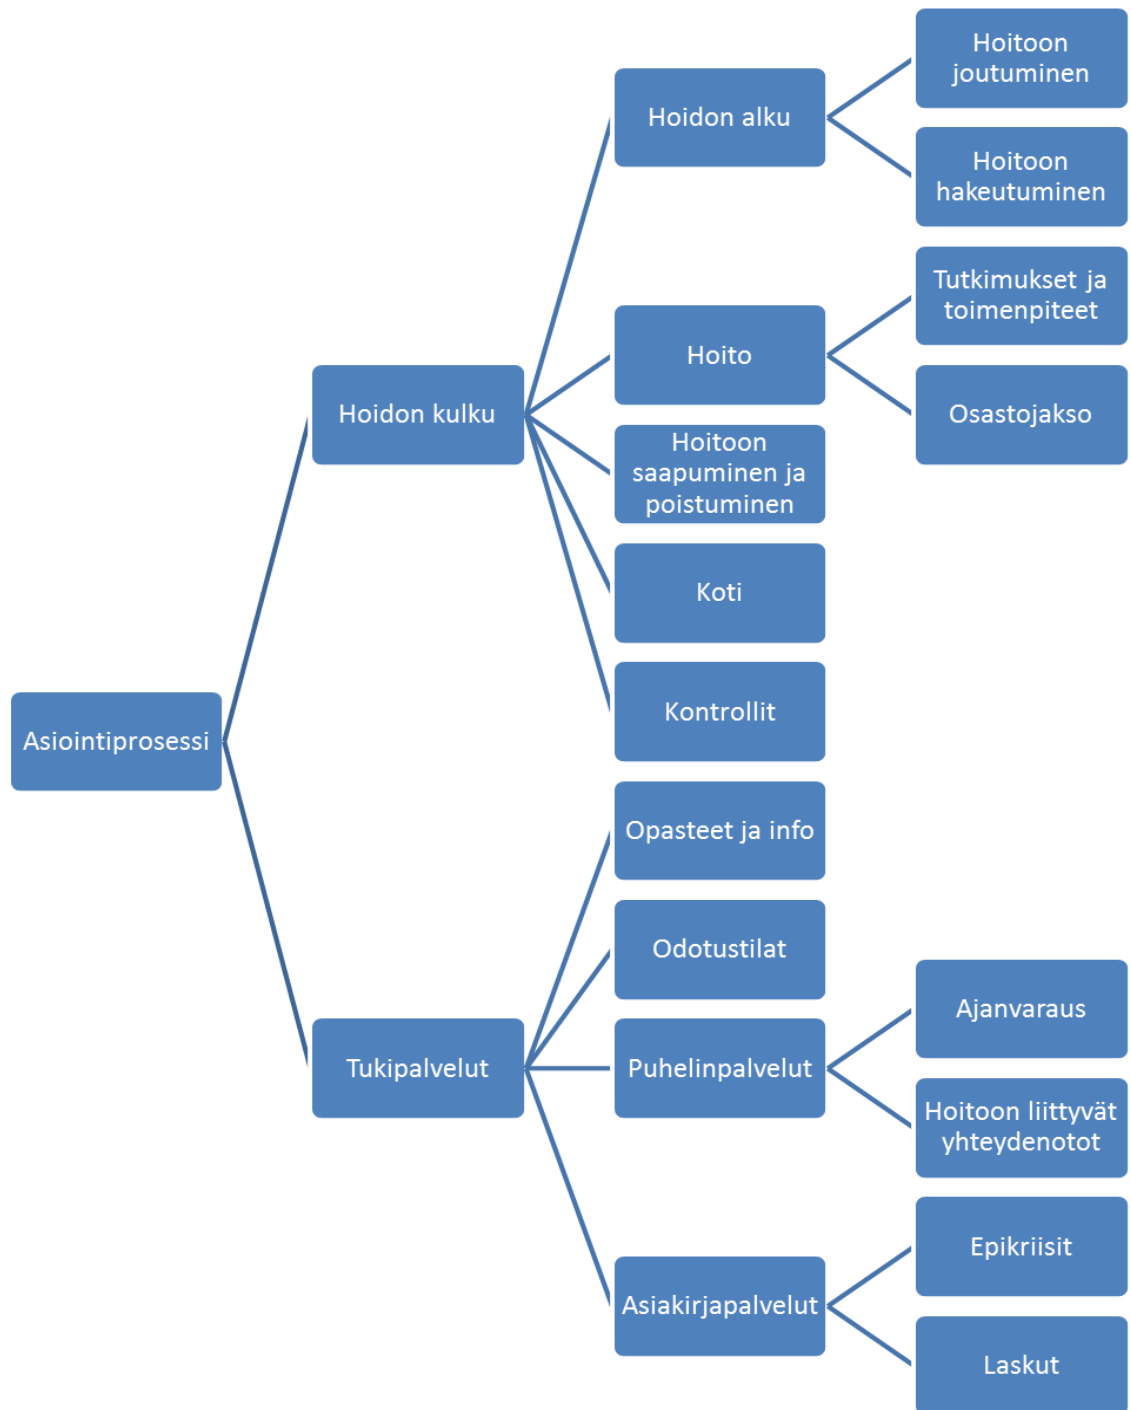 Asiointiprosessi
Hoidon kulku
Hoidon alku
Hoitoon
joutuminen
Hoitoon
hakeutuminen
Hoito
Tutkimukset ja
toimenpiteet
Osastojakso
Hoitoon
saapuminen ja
poistuminen
Koti
Kontrollit
Tukipalvelut
Opasteet ja info
Odotustilat
Puhelinpalvelut
Ajanvaraus
Hoitoon liittyvät
yhteydenotot
Asiakirjapalvelut
Epikriisit
Laskut